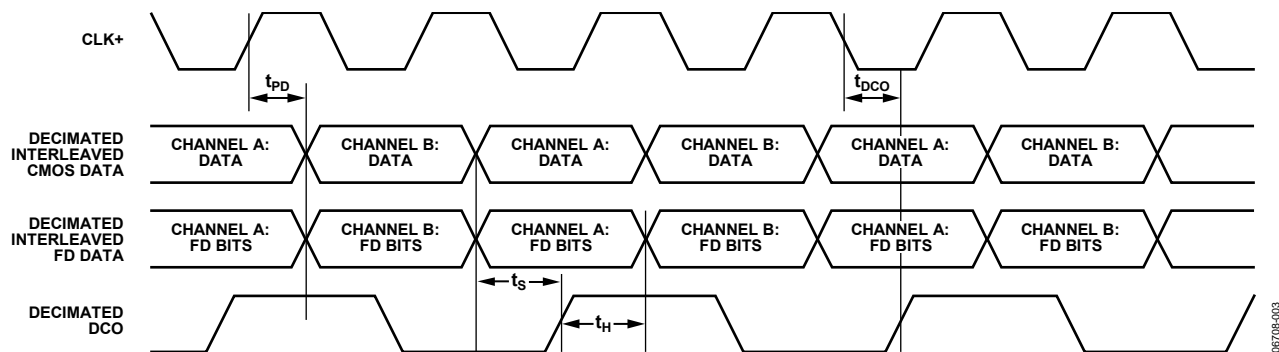 CLK+
tPD
tDCO
DECIMATED
INTERLEAVED
CMOS DATA
CHANNEL A:
DATA
CHANNEL B:
DATA
CHANNEL A:
DATA
CHANNEL B:
DATA
CHANNEL A:
DATA
CHANNEL B:
DATA
DECIMATED
INTERLEAVED
FD DATA
CHANNEL A:
FD BITS
CHANNEL B:
FD BITS
CHANNEL A:
FD BITS
CHANNEL B:
FD BITS
CHANNEL A:
FD BITS
CHANNEL B:
FD BITS
tS
DECIMATED
DCO
tH
06708-003